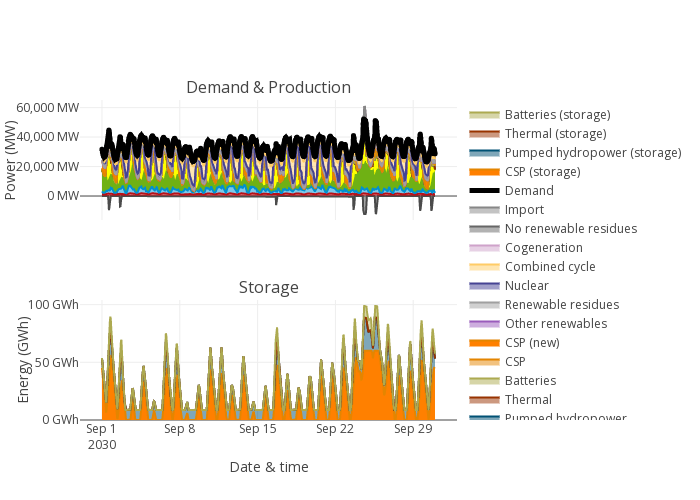 Demand & Production
60,000 MW
40,000 MW
20,000 MW
0 MW
Power (MW)
Storage
100 GWh
50 GWh
0 GWh
Energy (GWh)
Sep 1
2030
Sep 8
Sep 15
Sep 22
Sep 29
Date & time
Batteries (storage)
Thermal (storage)
Pumped hydropower (storage)
CSP (storage)
Demand
Import
No renewable residues
Cogeneration
Combined cycle
Nuclear
Renewable residues
Other renewables
CSP (new)
CSP
Batteries
Thermal
Pumped hydropower